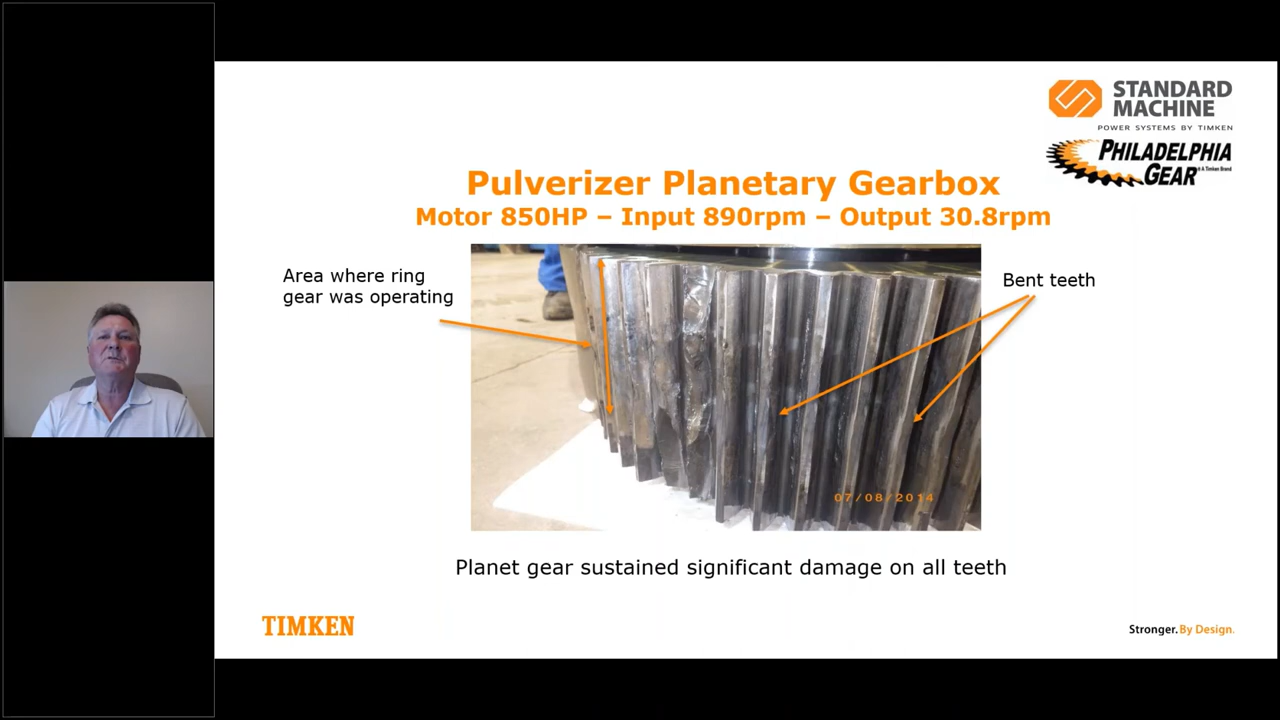 STANDARD
MACHINE
POWER SYSTEMS BY TIMKEN
PHILADELPHIA
GEAR
A Timken Brand
Pulverizer Planetary Gearbox
Motor 850HP – Input 890rpm – Output 30.8rpm
Area where ring
gear was operating
Bent teeth
07/08/2014
Planet gear sustained significant damage on all teeth
TIMKEN
Stronger. By Design.